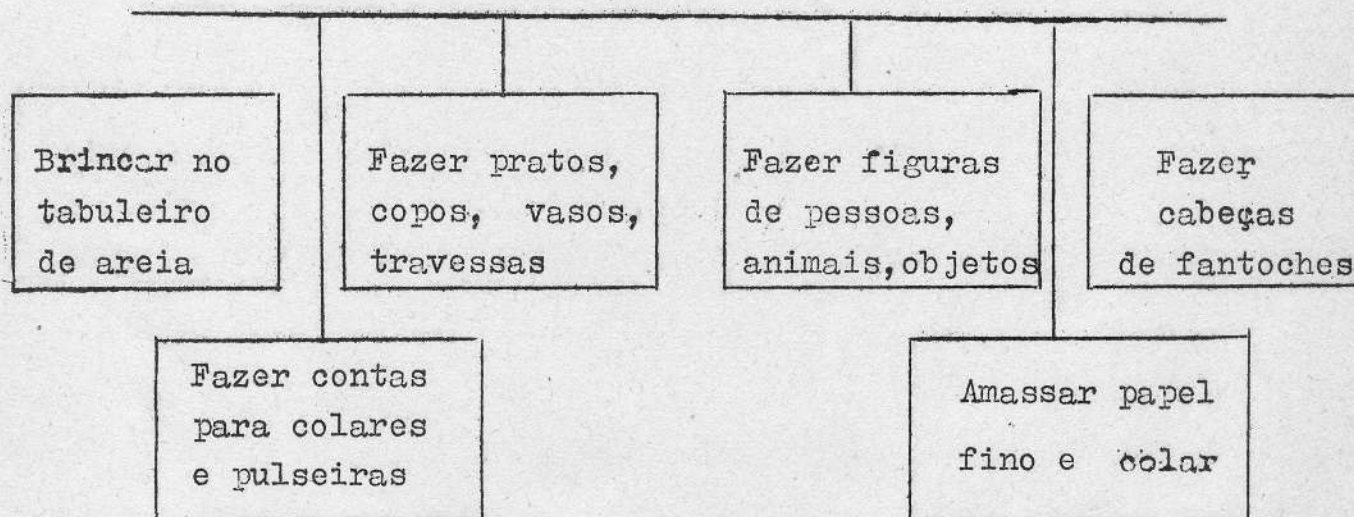 Brincar no
tabuleiro
de areia
Fazer pratos,
copos, vasos,
travessas
Fazer figuras
de pessoas,
animais,objetos
Fazer
cabeças
de fantoches
Fazer contas
para colares
e pulseiras
Amassar papel
fino e colar